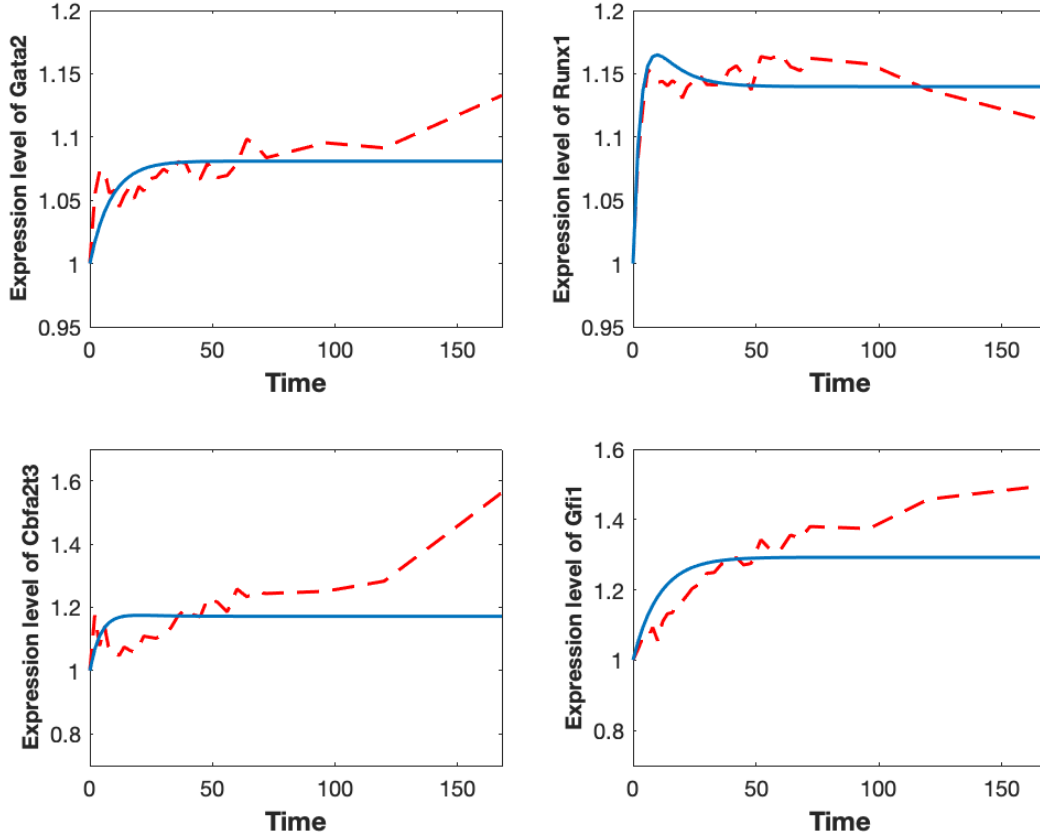 Expression level of Gata2
1.2
1.15
1.1
1.05
1
0.95
0 50 100 150
Time
Expression level of Runx1
1.2
1.15
1.1
1.05
1
0.95
0 50 100 150
Time
Expression level of Cbfa2t3
1.6
1.4
1.2
1
0.8
0 50 100 150
Time
Expression level of Gfi1
1.6
1.4
1.2
1
0.8
0 50 100 150
Time